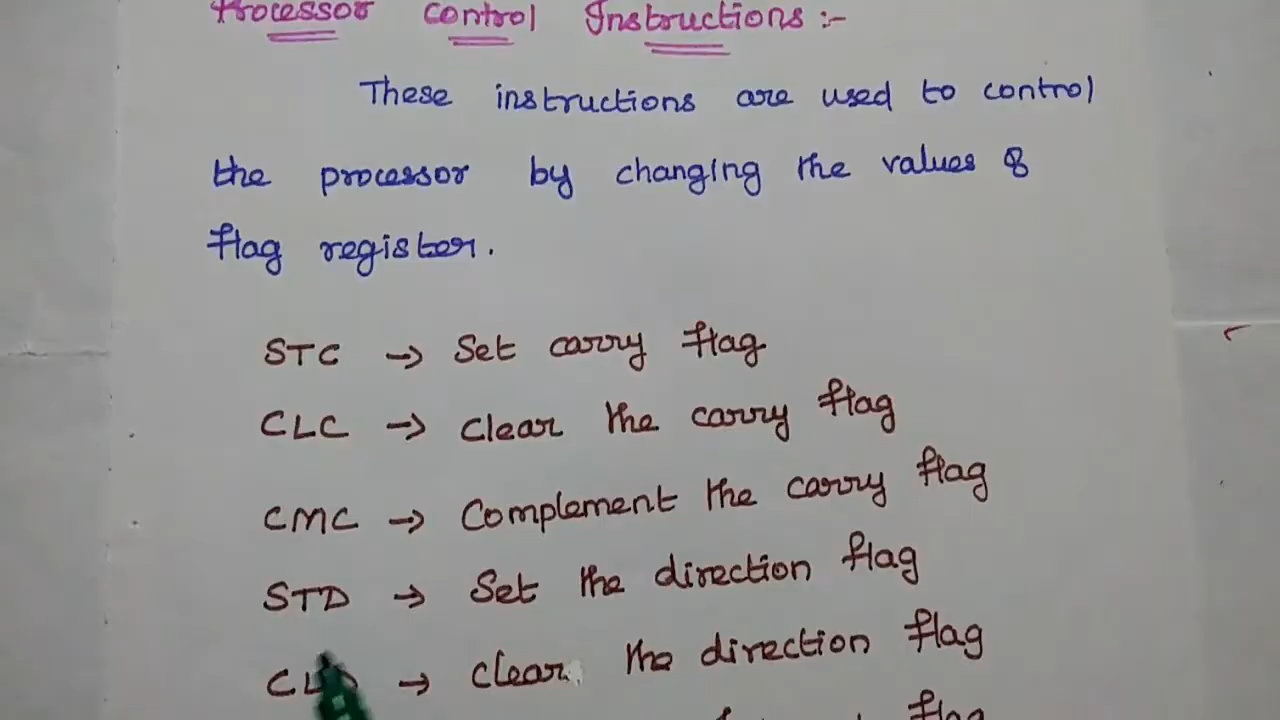 Processor Control Instructions :-
These instructions are used to control
the processor by changing the values of
flag register.
STC → Set carry flag
CLC → Clear the carry flag
CMC → Complement the carry flag
STD → Set the direction flag
CLD → Clear the direction flag
flag